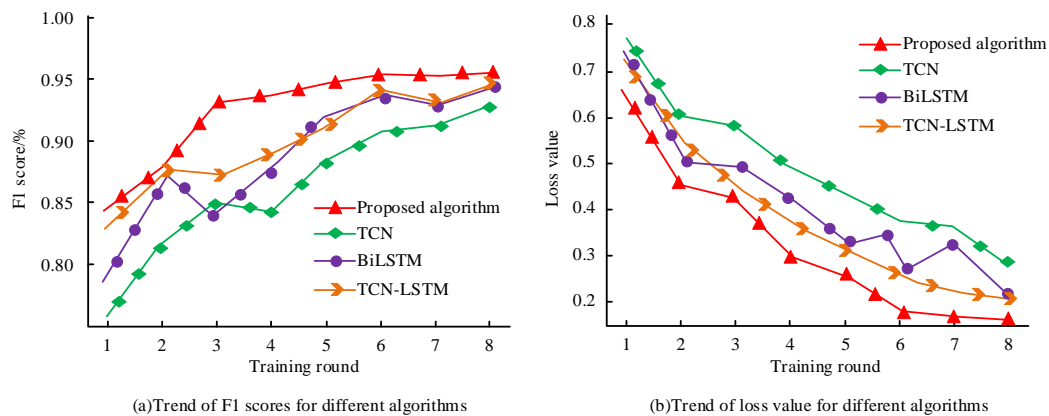 1.00
0.95
0.90
0.85
0.80
F1 score/%
Proposed algorithm
TCN
BiLSTM
TCN-LSTM
1 2 3 4 5 6 7 8
Training round
(a)Trend of F1 scores for different algorithms
0.8
0.7
0.6
0.5
0.4
0.3
0.2
Loss value
Proposed algorithm
TCN
BiLSTM
TCN-LSTM
1 2 3 4 5 6 7 8
Training round
(b)Trend of loss value for different algorithms